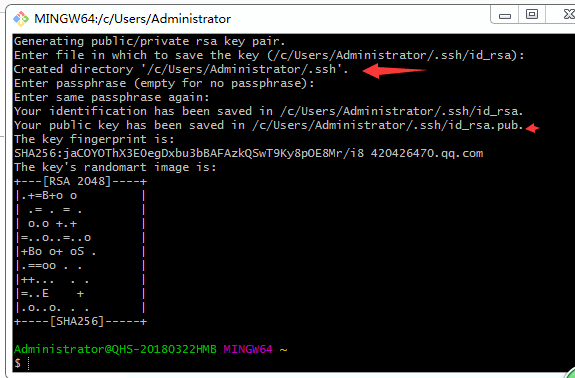 MINGW64:/c/Users/Administrator
Generating public/private rsa key pair.
Enter file in which to save the key (/c/Users/Administrator/.ssh/id_rsa):
Created directory '/c/Users/Administrator/.ssh'.
Enter passphrase (empty for no passphrase):
Enter same passphrase again:
Your identification has been saved in /c/Users/Administrator/.ssh/id_rsa.
Your public key has been saved in /c/Users/Administrator/.ssh/id_rsa.pub.
The key fingerprint is:
SHA256:jaCOYOThX3EOegDxbu3bBAFAzkQSwT9Ky8pOE8Mr/i8 420426470.qq.com
The key's randomart image is:
+---[RSA 2048]----+
|.+=B+o o         |
| .= . = .        |
| o.o +.+         |
|=..o..=..o       |
|+Bo o+ oS .      |
|.==oo . .        |
|++...  . .       |
|=..E    +        |
|.o..o. . .       |
+----[SHA256]-----+
Administrator@QHS-20180322HMB MINGW64 ~
$